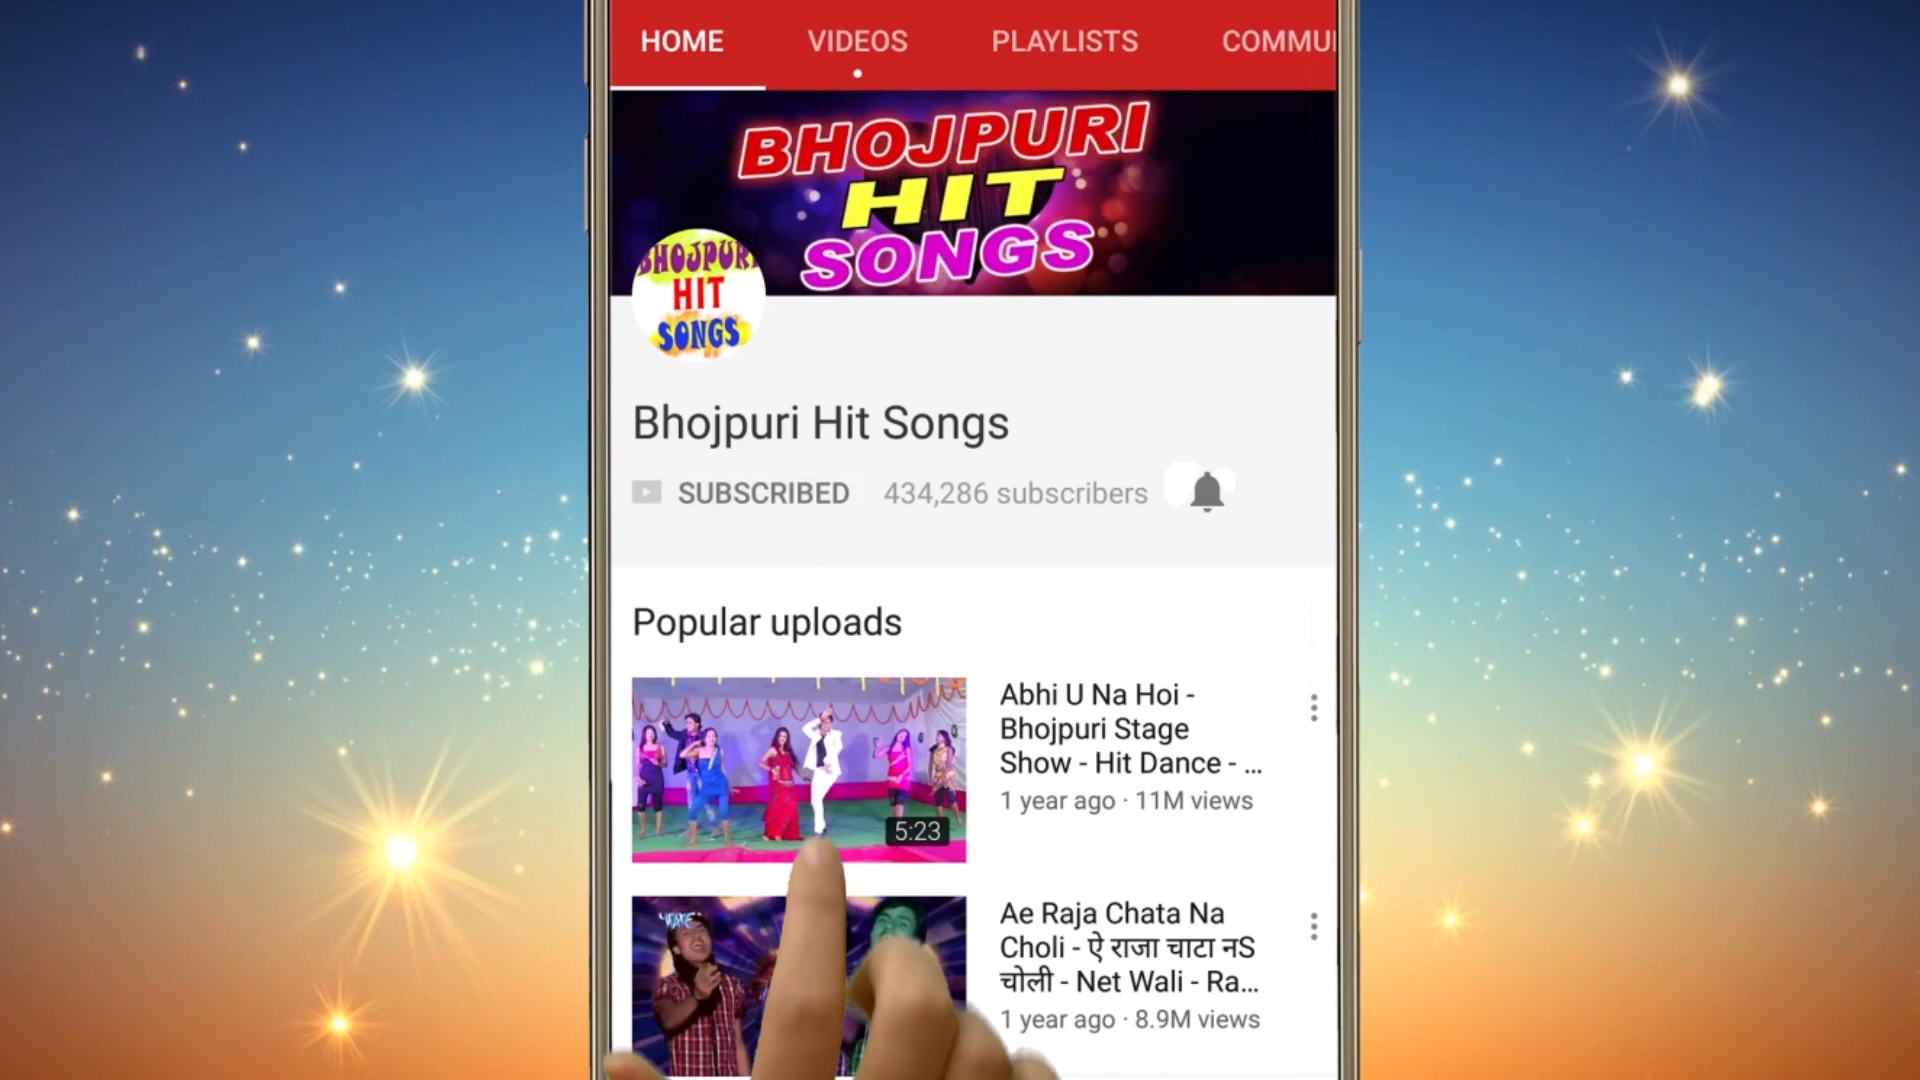 HOME VIDEOS PLAYLISTS COMMU
BHOJPURI
HIT
SONGS
BHOJPURI
HIT
SONGS
Bhojpuri Hit Songs
SUBSCRIBED 434,286 subscribers
Popular uploads
Abhi U Na Hoi -
Bhojpuri Stage
Show - Hit Dance - ...
1 year ago · 11M views
5:23
Ae Raja Chata Na
Choli - ऐ राजा चाटा नS
चोली - Net Wali - Ra...
1 year ago · 8.9M views